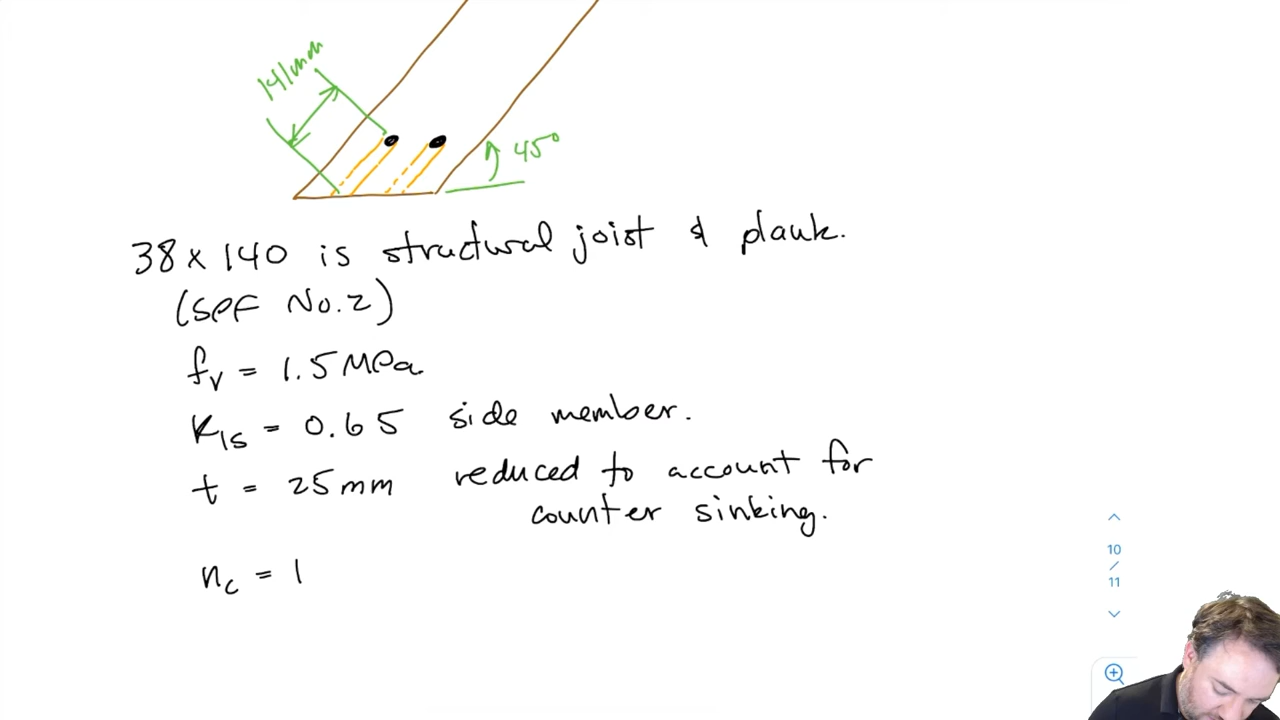 141mm
45°
38 x 140 is structural joist & plank.
(SPF No. 2)
fv = 1.5 MPa
K1s = 0.65 side member.
t = 25mm reduced to account for
counter sinking.
nc = 1
10
/
11